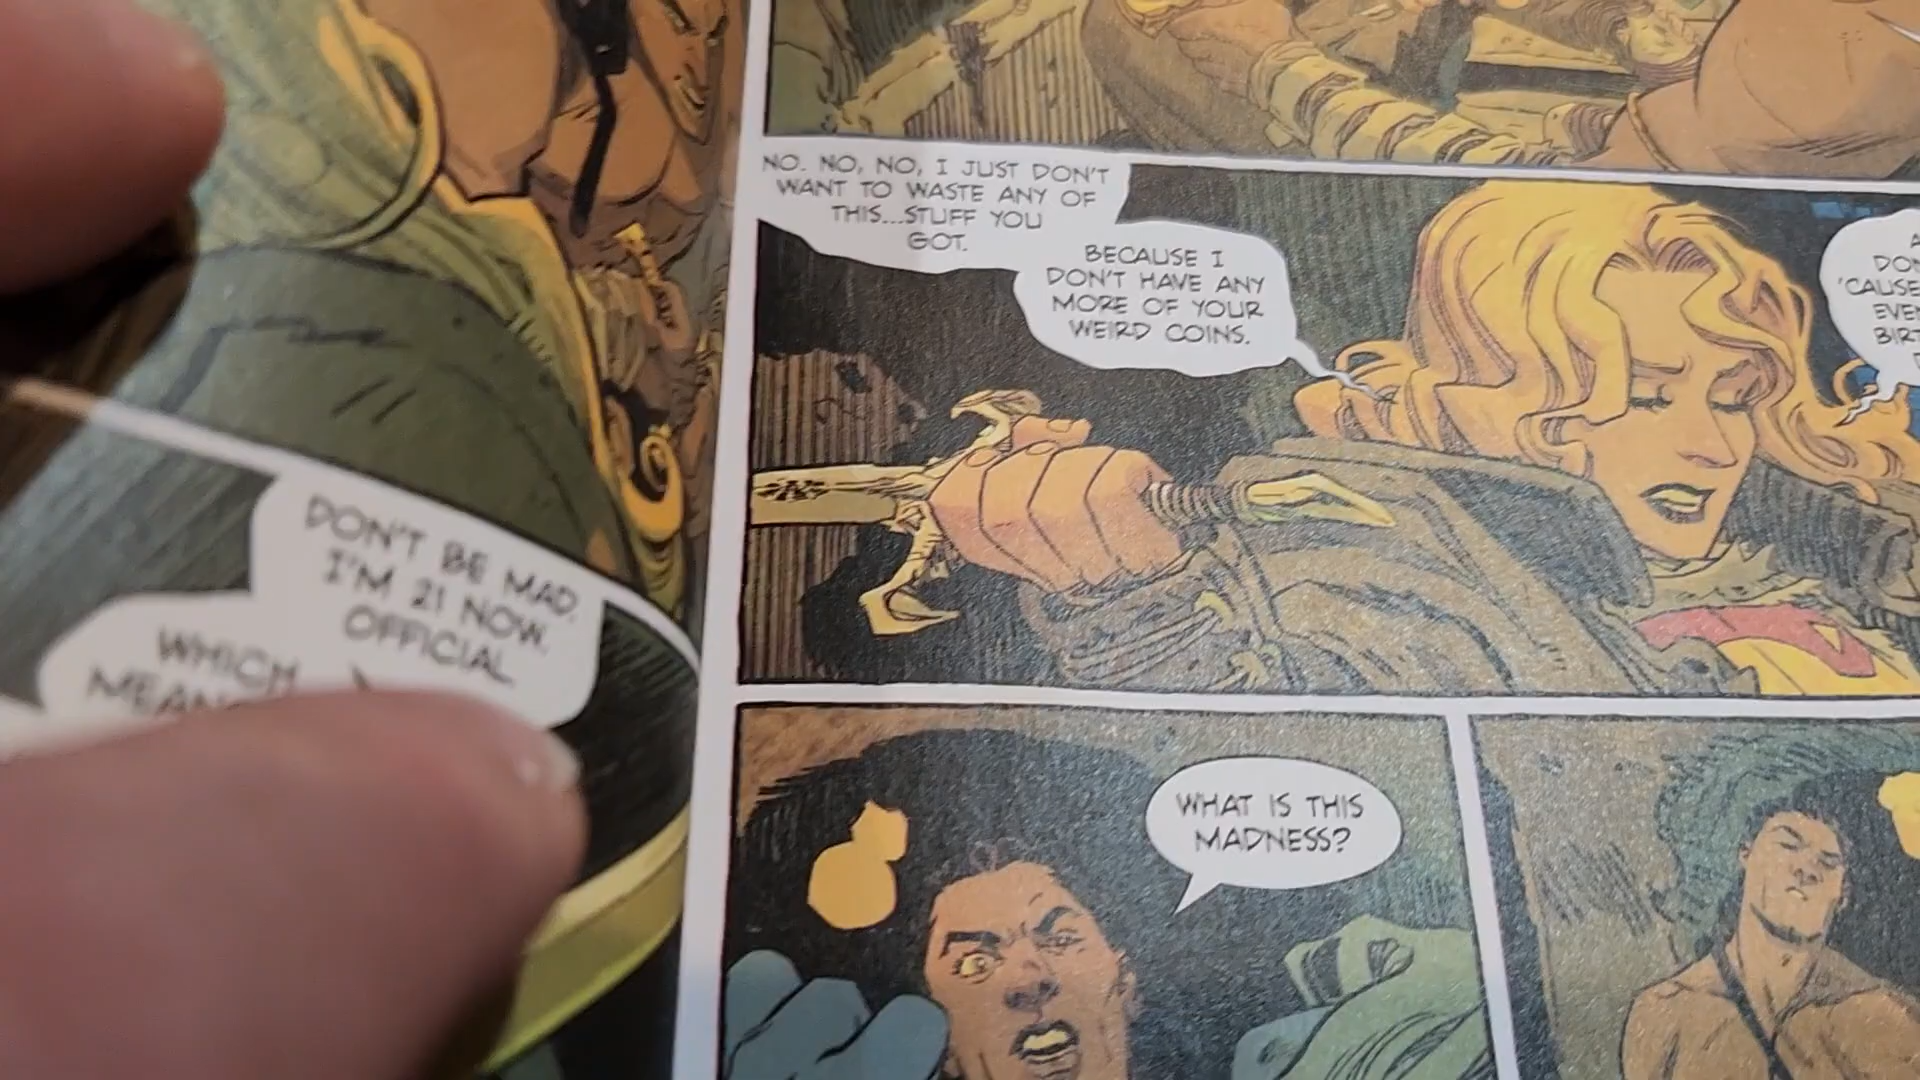 DON'T BE MAD.
I'M 21 NOW.
OFFICIAL
WHICH
NO. NO, NO, I JUST DON'T
WANT TO WASTE ANY OF
THIS...STUFF YOU
GOT.
BECAUSE I
DON'T HAVE ANY
MORE OF YOUR
WEIRD COINS.
'CAUSE
WHAT IS THIS
MADNESS?